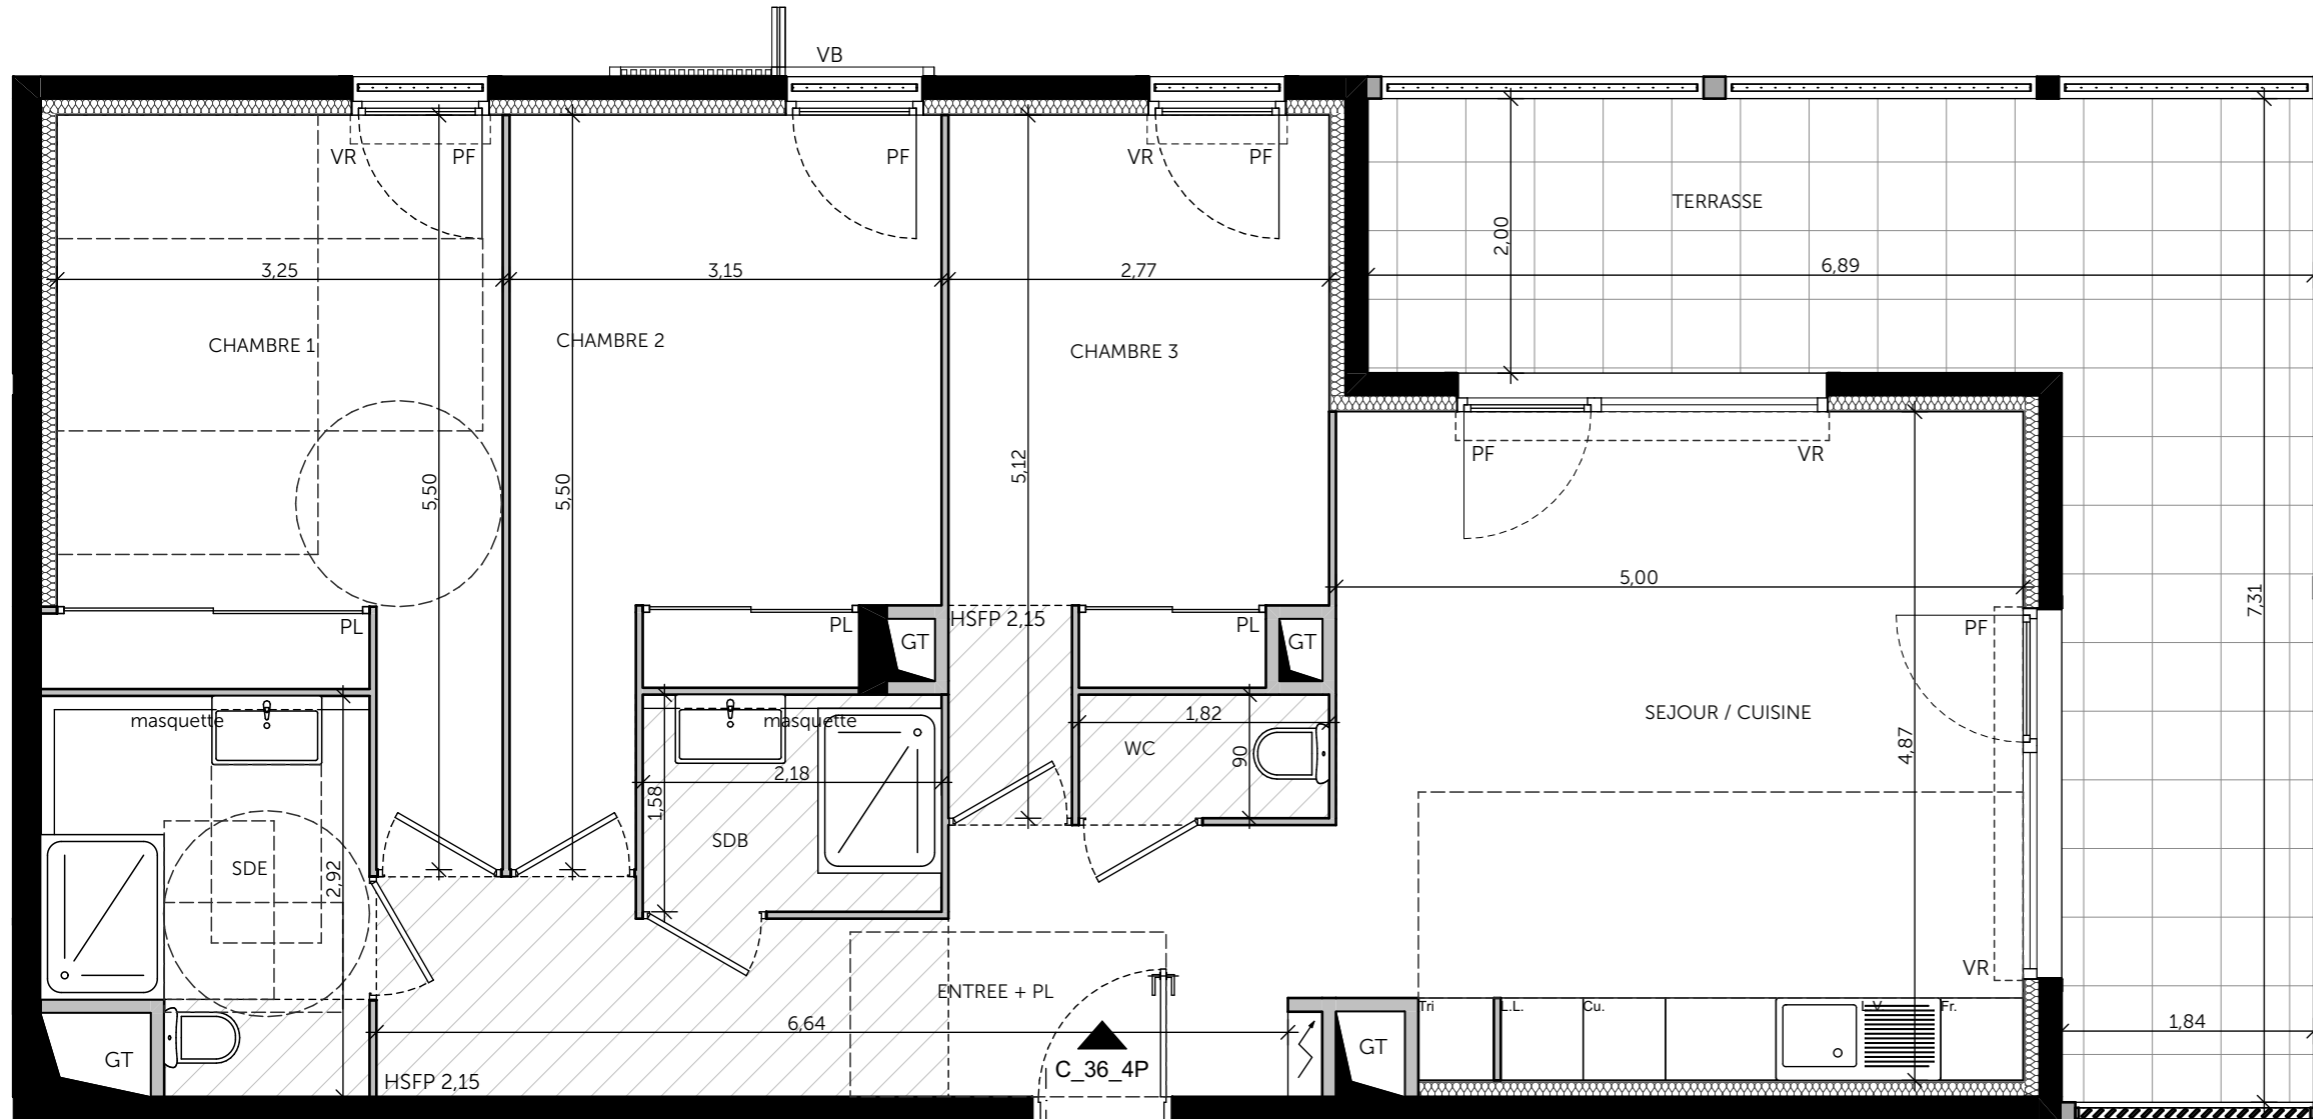 VB
VR
PF
PF
VR
PF
TERRASSE
2,00
3,25
3,15
2,77
6,89
CHAMBRE 1
CHAMBRE 2
CHAMBRE 3
5,50
5,50
5,12
PF
VR
5,00
7,31
PL
PL
GT
HSFP 2,15
PL
GT
PF
masquette
masquette
1,82
WC
90
SEJOUR / CUISINE
4,87
2,18
1,58
SDB
SDE
2,92
VR
ENTREE + PL
6,64
Tri
L.L.
Cu.
L.V
Fr.
1,84
GT
GT
C_36_4P
HSFP 2,15